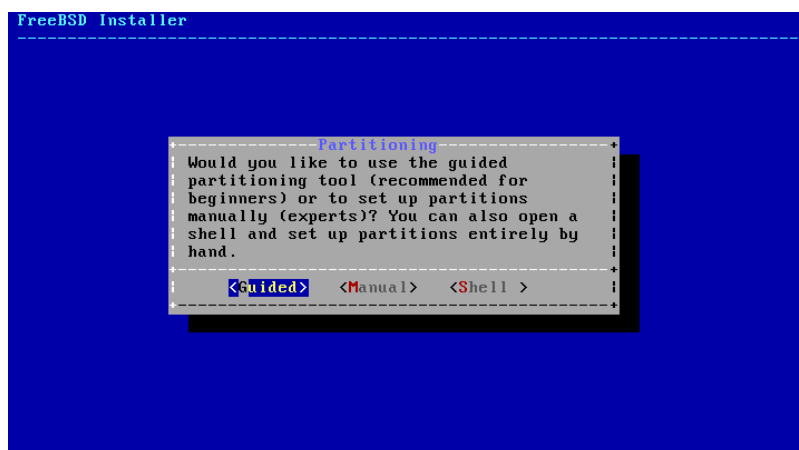 FreeBSD Installer
Partitioning
Would you like to use the guided
partitioning tool (recommended for
beginners) or to set up partitions
manually (experts)? You can also open a
shell and set up partitions entirely by
hand.
<Guided> <Manual> <Shell >